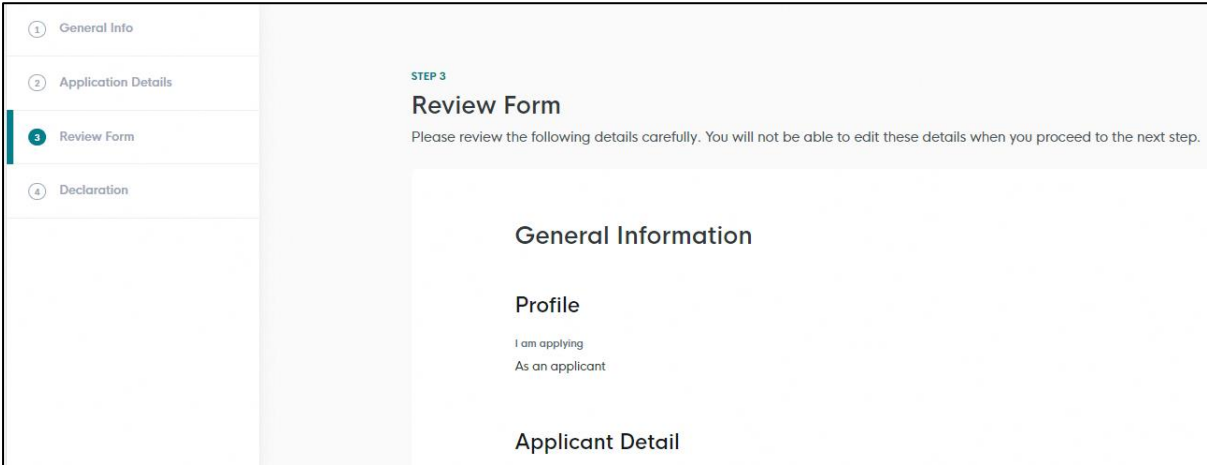 1 General Info
2 Application Details
3 Review Form
4 Declaration
STEP 3
Review Form
Please review the following details carefully. You will not be able to edit these details when you proceed to the next step.
General Information
Profile
I am applying
As an applicant
Applicant Detail